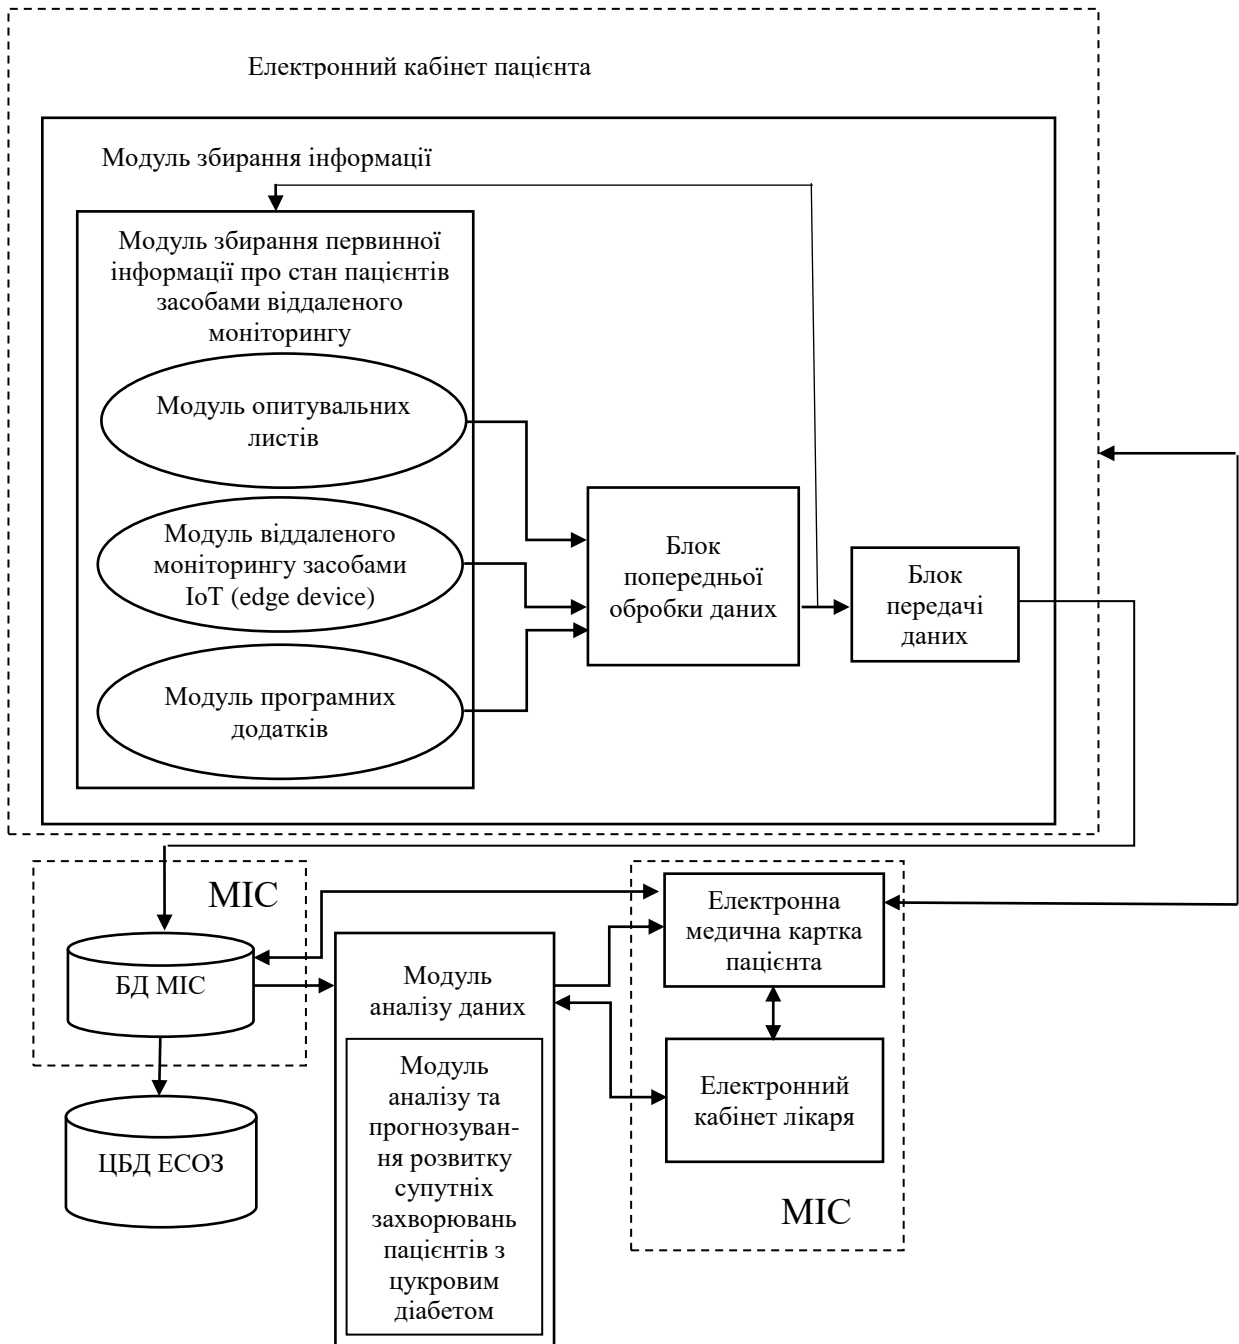 Електронний кабінет пацієнта
Модуль збирання інформації
Модуль збирання первинної
інформації про стан пацієнтів
засобами віддаленого
моніторингу
Модуль опитувальних
листів
Модуль віддаленого
моніторингу засобами
ІоТ (edge device)
Модуль програмних
додатків
Блок
попередньої
обробки даних
Блок
передачі
даних
МІС
БД МІС
ЦБД ЕСОЗ
Модуль
аналізу даних
Модуль
аналізу та
прогнозуван-
ня розвитку
супутніх
захворювань
пацієнтів з
цукровим
діабетом
Електронна
медична картка
пацієнта
Електронний
кабінет лікаря
МІС